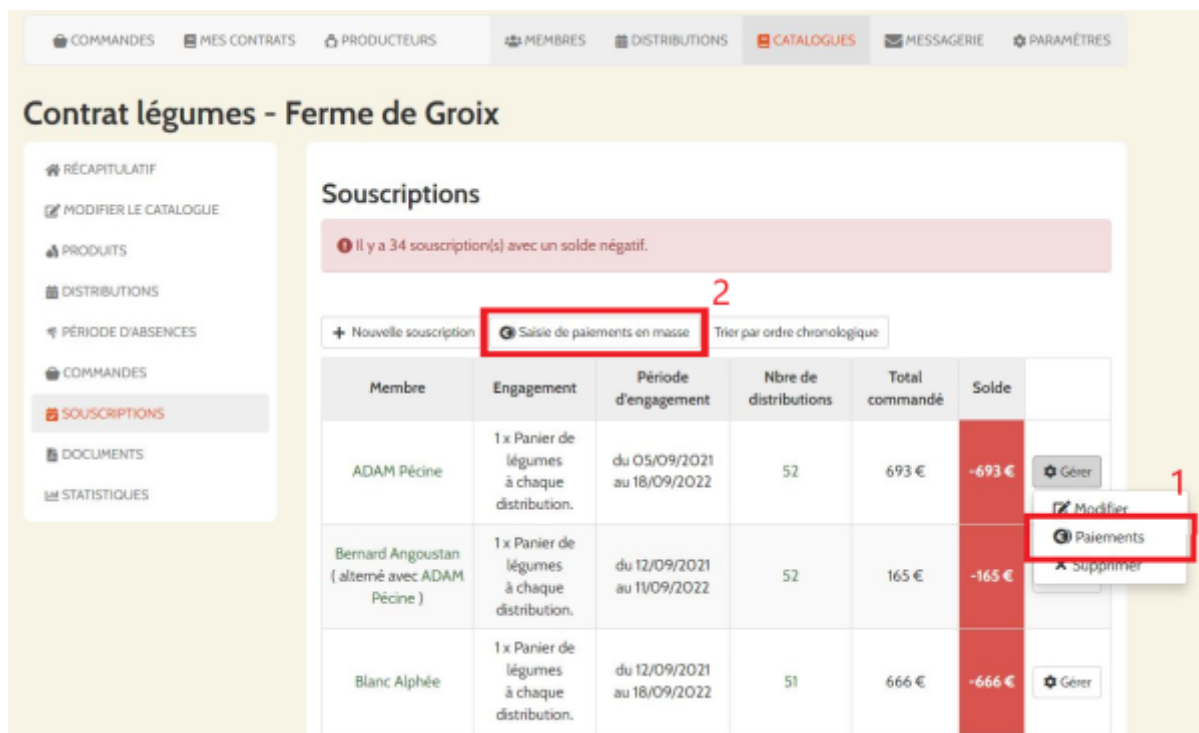 COMMANDES MES CONTRATS PRODUCTEURS MEMBRES DISTRIBUTIONS CATALOGUES MESSAGERIE PARAMÈTRES
Contrat légumes - Ferme de Groix
RÉCAPITULATIF
MODIFIER LE CATALOGUE
PRODUITS
DISTRIBUTIONS
PÉRIODE D'ABSENCES
COMMANDES
SOUSCRIPTIONS
DOCUMENTS
STATISTIQUES
Souscriptions
Il y a 34 souscription(s) avec un solde négatif.
2
Nouvelle souscription Saisie de paiements en masse Trier par ordre chronologique
Membre Engagement Période d'engagement Nbre de distributions Total commandé Solde
ADAM Pécine
1 x Panier de
légumes
à chaque
distribution.
du 05/09/2021
au 18/09/2022
52
693 €
-693 €
Gérer
1
Modifier
Paiements
Supprimer
Bernard Angoustan
( alterné avec ADAM
Pécine )
1 x Panier de
légumes
à chaque
distribution.
du 12/09/2021
au 11/09/2022
52
165 €
-165 €
Blanc Alphée
1 x Panier de
légumes
à chaque
distribution.
du 12/09/2021
au 18/09/2022
51
666 €
-666 €
Gérer